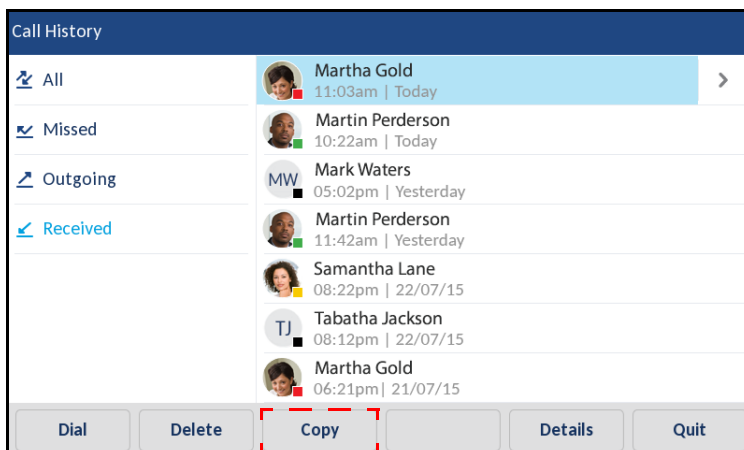 Call History
All
Missed
Outgoing
Received
Martha Gold
11:03am | Today
Martin Perderson
10:22am | Today
MW
Mark Waters
05:02pm | Yesterday
Martin Perderson
11:42am | Yesterday
Samantha Lane
08:22pm | 22/07/15
TJ
Tabatha Jackson
08:12pm | 22/07/15
Martha Gold
06:21pm| 21/07/15
Dial
Delete
Copy
Details
Quit